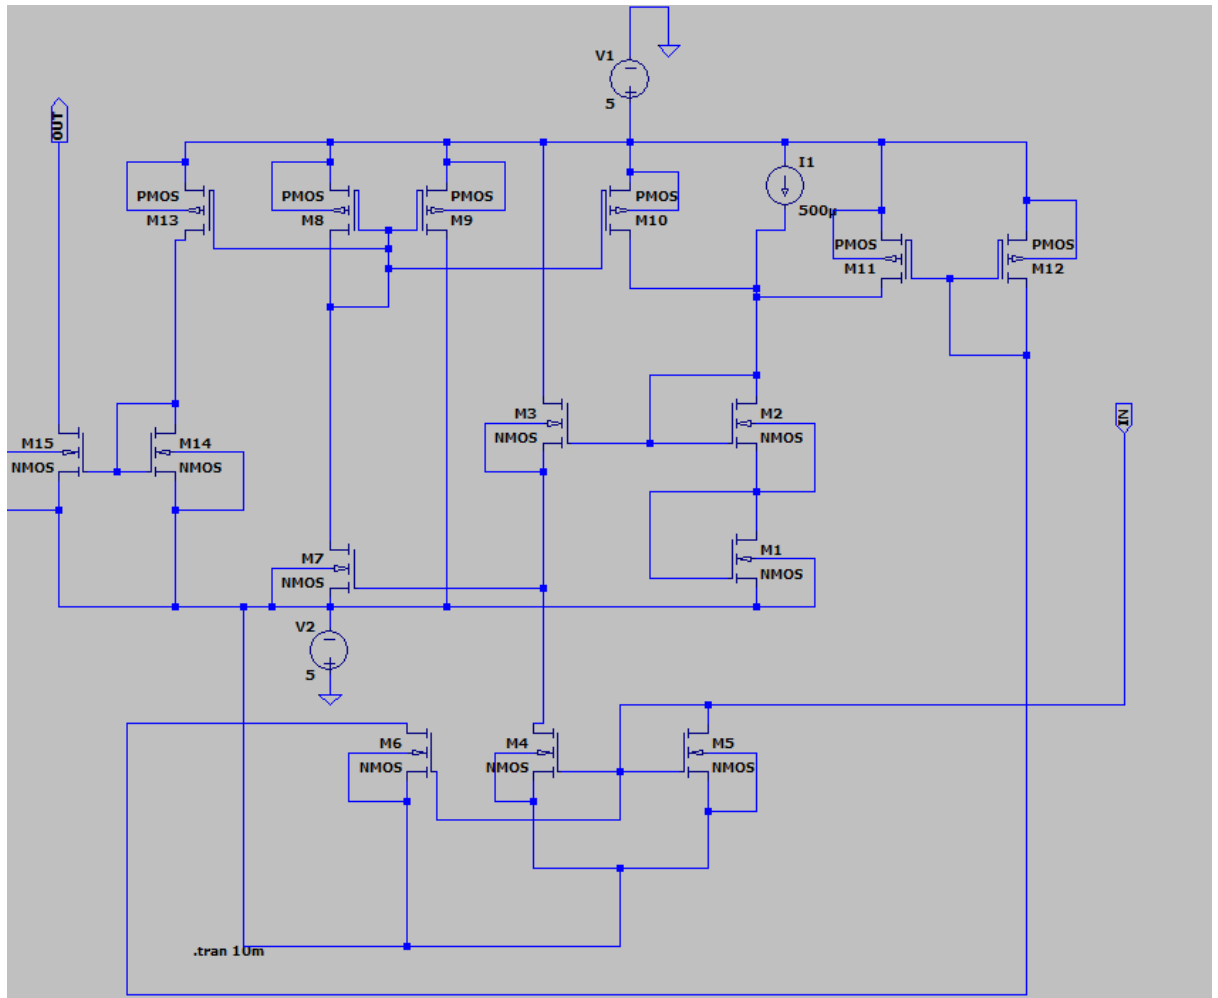 V1
5
OUT
I1
500µ
PMOS
M13
PMOS
M8
PMOS
M9
PMOS
M10
PMOS
M11
PMOS
M12
M3
NMOS
M2
NMOS
IN
M15
NMOS
M14
NMOS
M7
NMOS
M1
NMOS
V2
5
M6
NMOS
M4
NMOS
M5
NMOS
.tran 10m